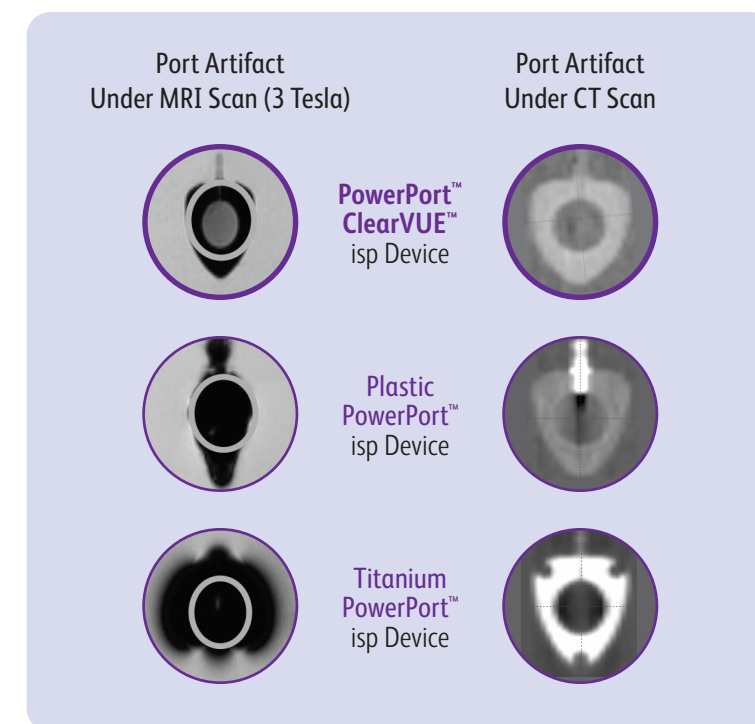 Port Artifact
Under MRI Scan (3 Tesla)
Port Artifact
Under CT Scan
PowerPort™
ClearVUE™
isp Device
Plastic
PowerPort™
isp Device
Titanium
PowerPort™
isp Device